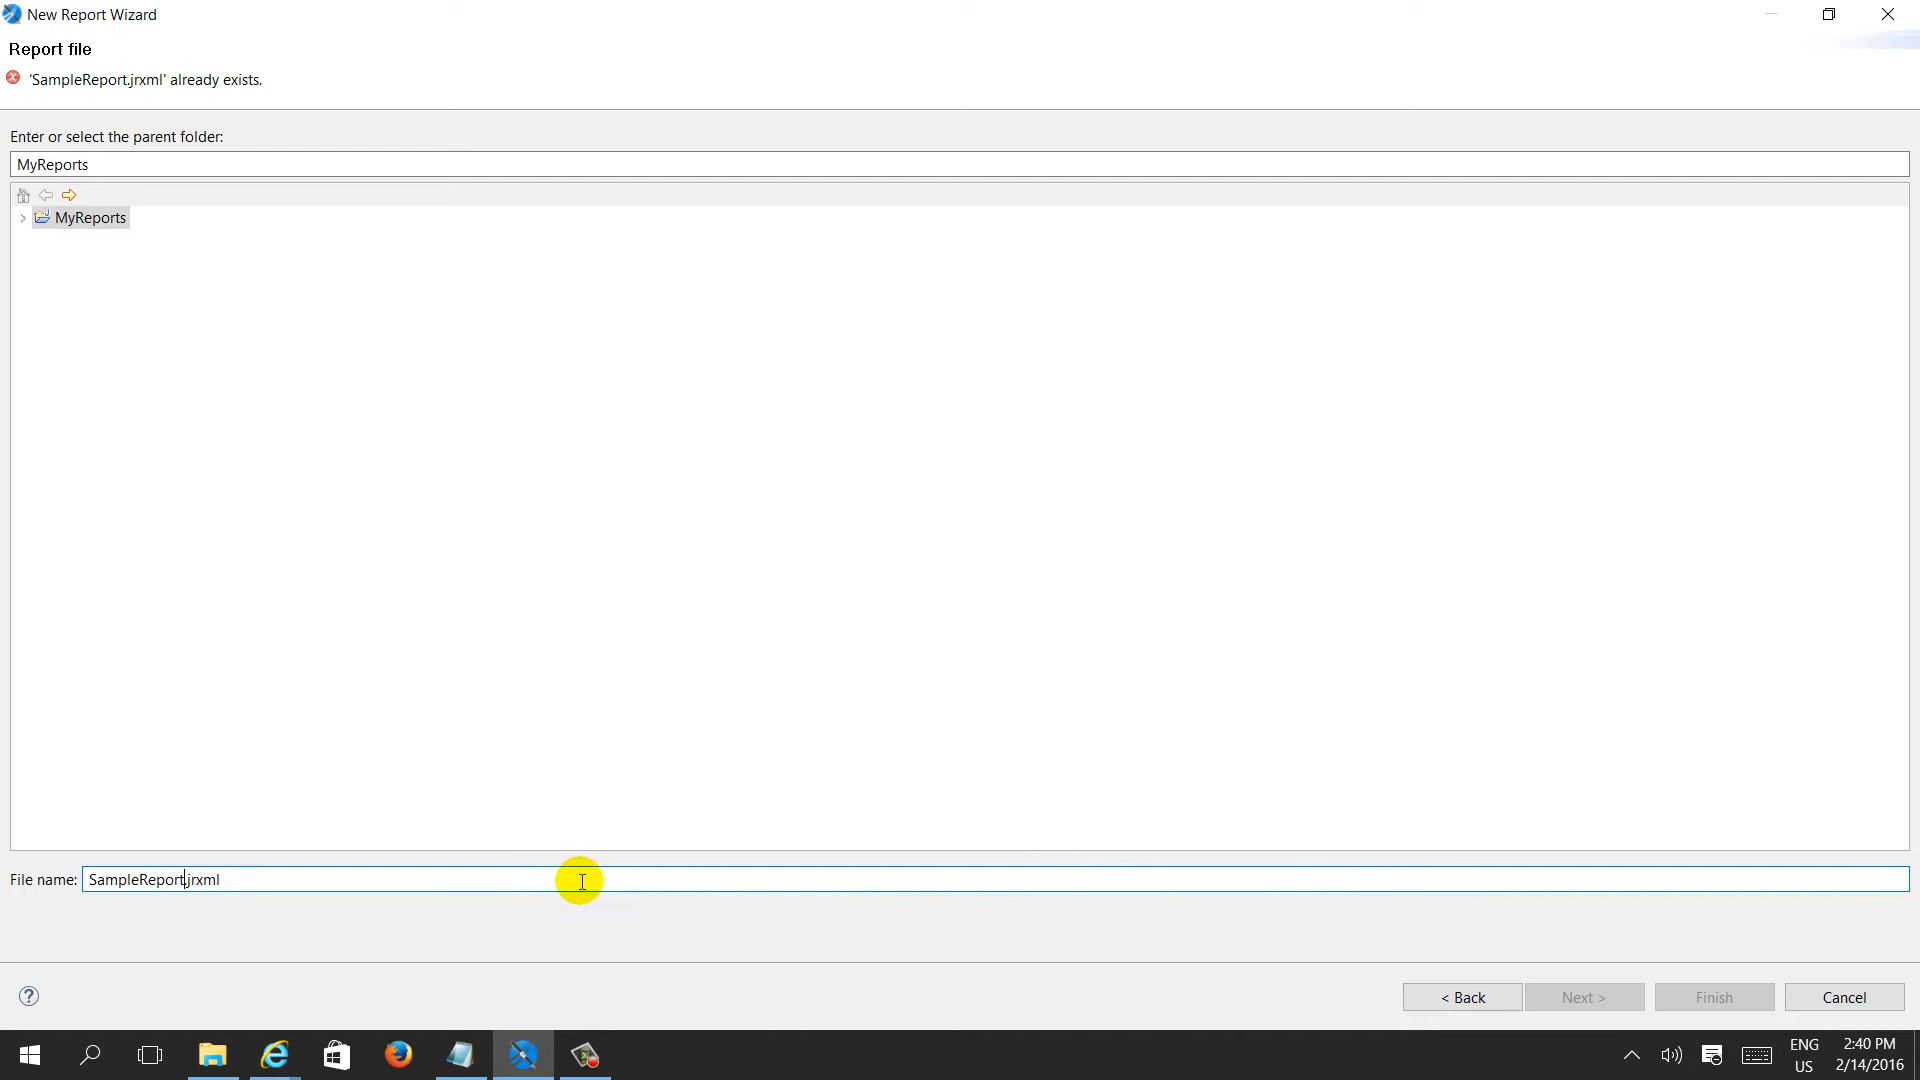 New Report Wizard
Report file
'SampleReport.jrxml' already exists.
Enter or select the parent folder:
MyReports
MyReports
File name: SampleReport.jrxml
< Back Next > Finish Cancel
ENG 2:40 PM
US 2/14/2016